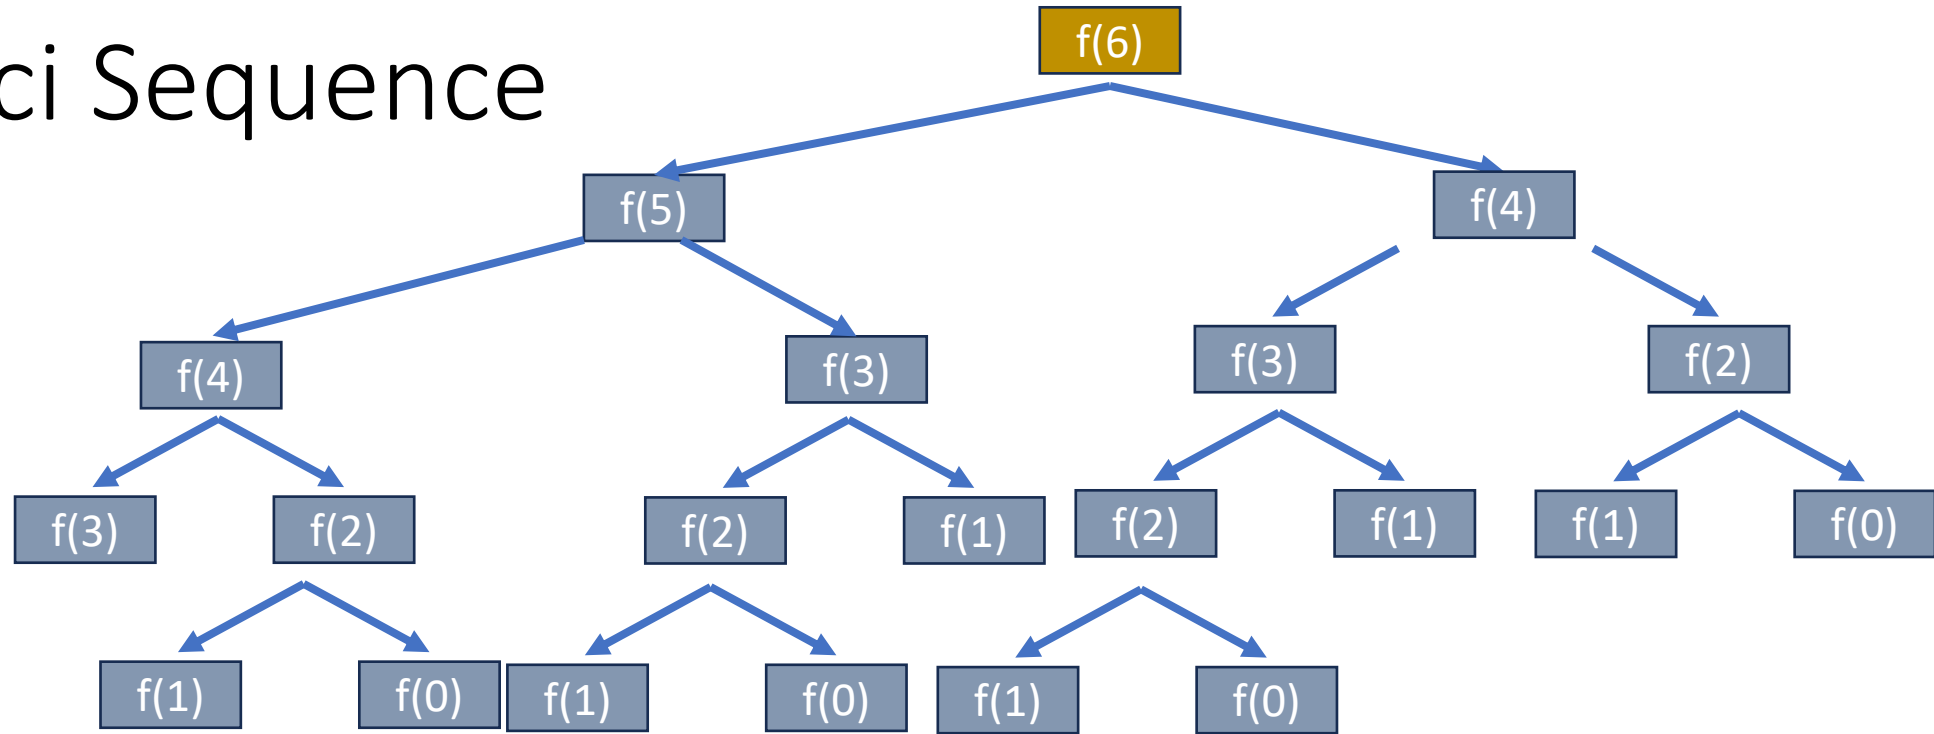 ci Sequence
f(6)
f(5)
f(4)
f(4)
f(3)
f(3)
f(2)
f(3)
f(2)
f(2)
f(1)
f(2)
f(1)
f(1)
f(0)
f(1)
f(0)
f(1)
f(0)
f(1)
f(0)